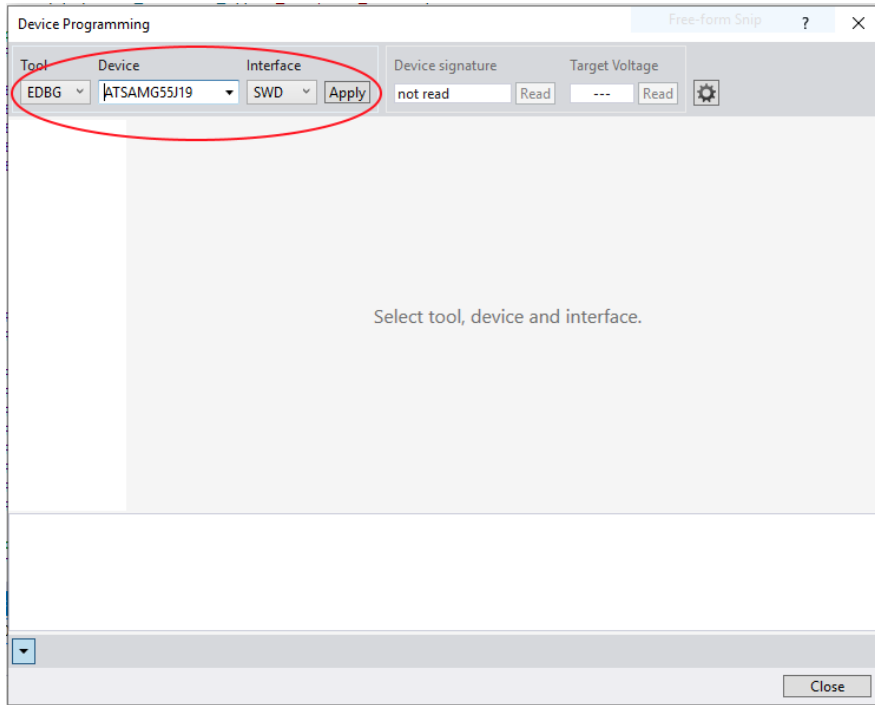 Device Programming Free-form Snip ?
Tool Device Interface Device signature Target Voltage
EDBG ATSAMG55J19 SWD Apply not read Read --- Read
Select tool, device and interface.
Close